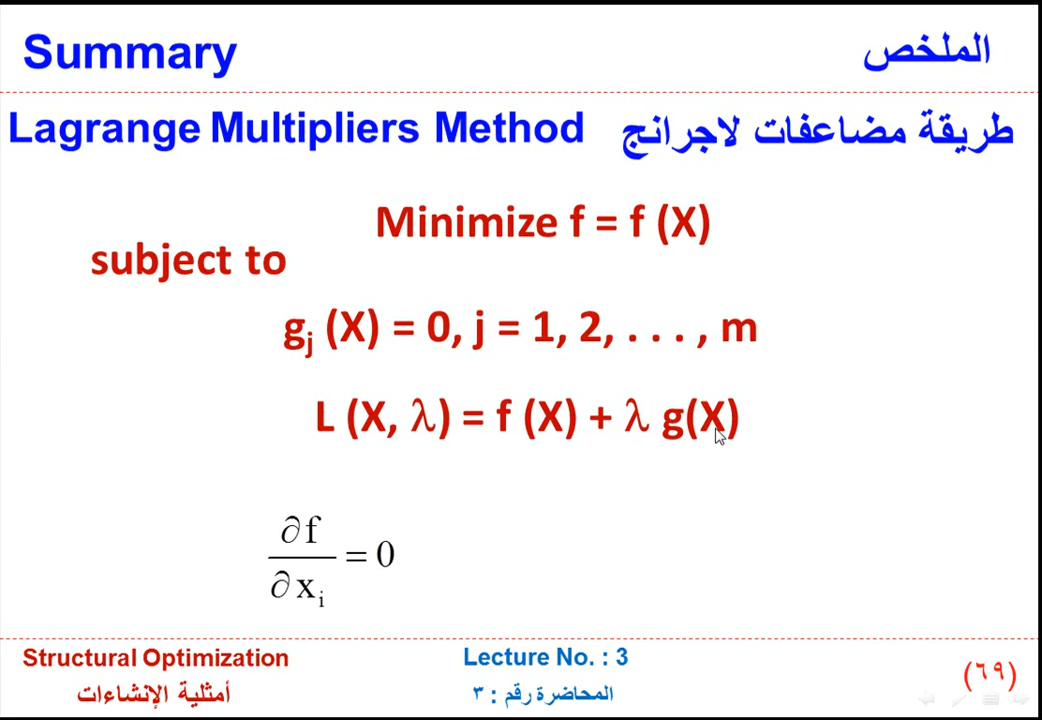 Summary الملخص
Lagrange Multipliers Method طريقة مضاعفات لاجرانج
Minimize f = f (X)
subject to
gj (X) = 0, j = 1, 2, . . . , m
L (X, λ) = f (X) + λ g(X)
∂f/∂xi = 0
Structural Optimization
أمثلية الإنشاءات
Lecture No. : 3
المحاضرة رقم : ٣
(٦٩)